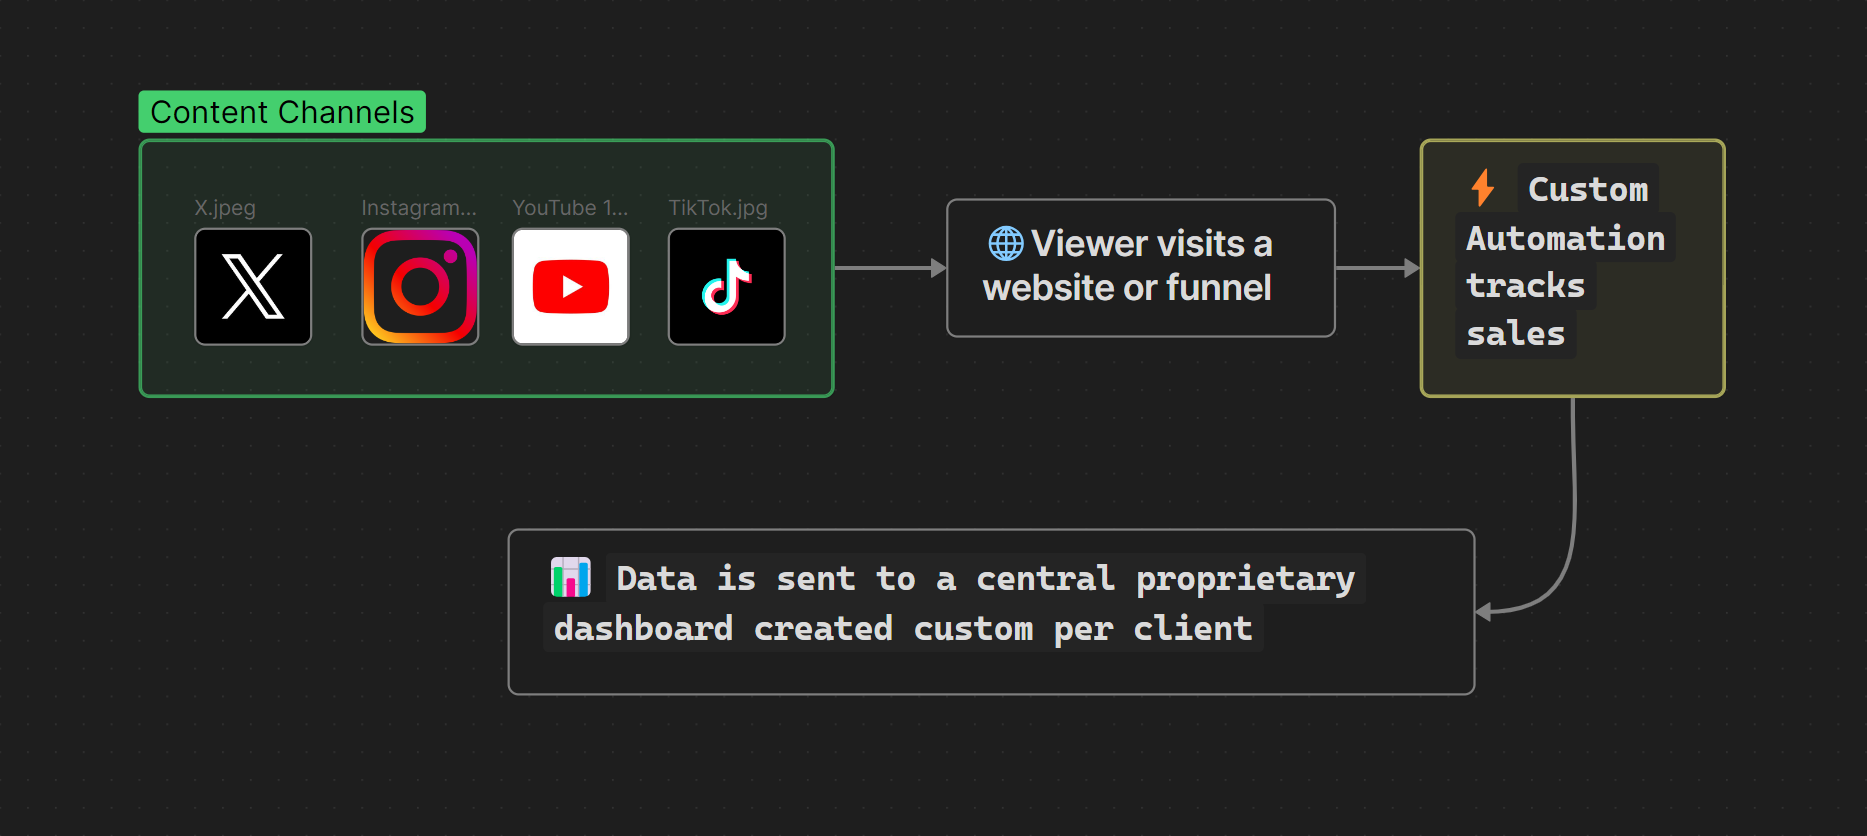 Content Channels
X.jpeg
Instagram...
YouTube 1...
TikTok.jpg
Viewer visits a
website or funnel
Custom
Automation
tracks
sales
Data is sent to a central proprietary
dashboard created custom per client